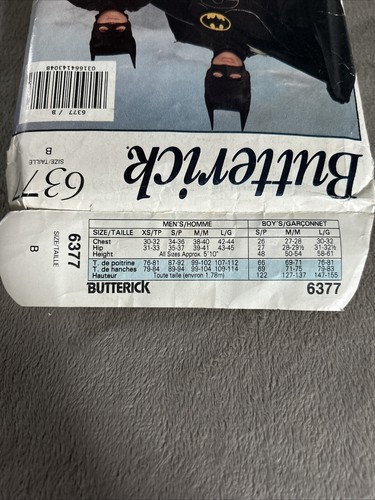 031664143048
6377 / B
Butterick®
637
SIZE/TAILLE
B
SIZE/TAILLE
B
6377
MEN'S/HOMME BOY'S/GARÇONNET
SIZE/TAILLE XS/TP S/P M/M L/G S/P M/M L/G
Chest 30-32 34-36 38-40 42-44 26 27-28 30-32
Hip 31-33 35-37 39-41 43-45 27 28-29½ 31-32½
Height All Sizes Approx. 5'10" 48 50-54 58-61
T. de poitrine 76-81 87-92 99-102 107-112 66 69-71 76-81
T. de hanches 79-84 89-94 99-104 109-114 69 71-75 79-83
Hauteur Toute taille (environ 1.78m) 122 127-137 147-155
BUTTERICK 6377